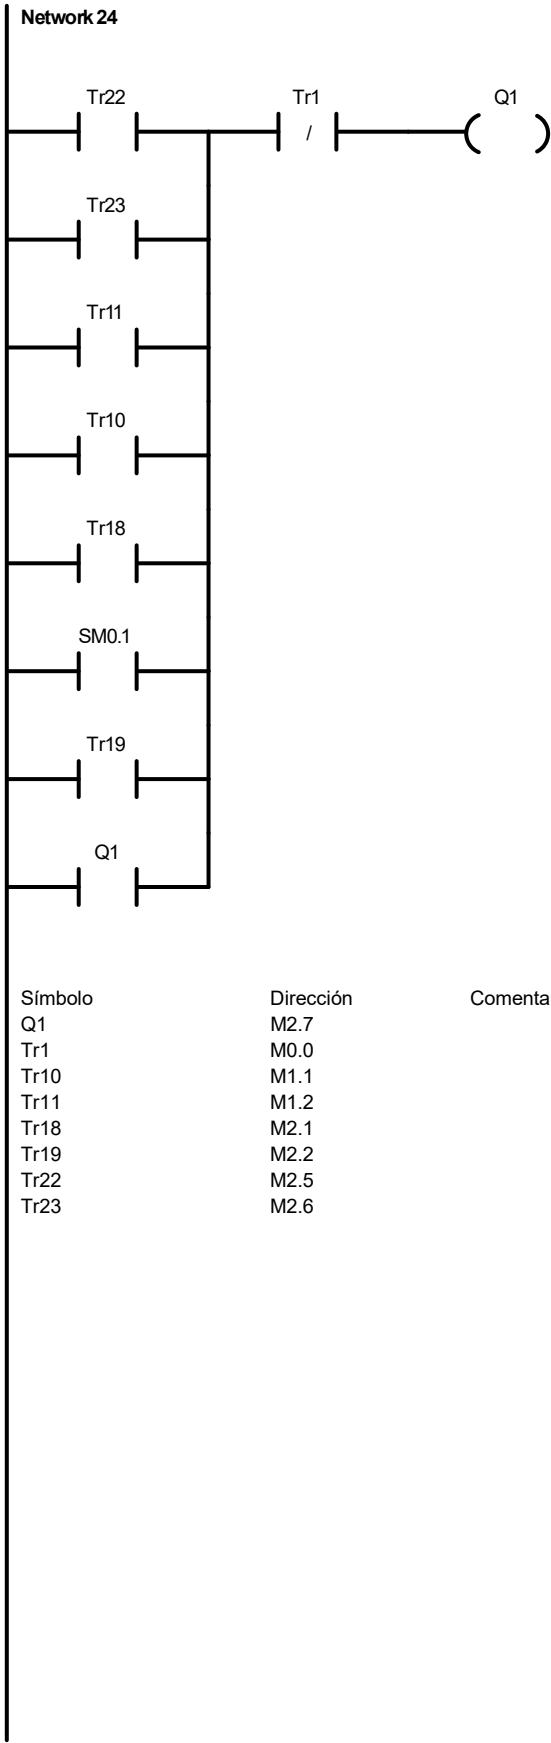 Network 24
Tr22 Tr1 Q1
/
Tr23
Tr11
Tr10
Tr18
SM0.1
Tr19
Q1
Símbolo Dirección Comenta
Q1 M2.7
Tr1 M0.0
Tr10 M1.1
Tr11 M1.2
Tr18 M2.1
Tr19 M2.2
Tr22 M2.5
Tr23 M2.6